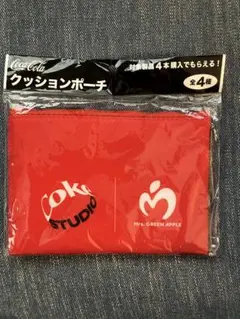 Coca-Cola
クッションポーチ
対象製品4本購入でもらえる!
全4種
Coke
STUDIO
Mrs. GREEN APPLE